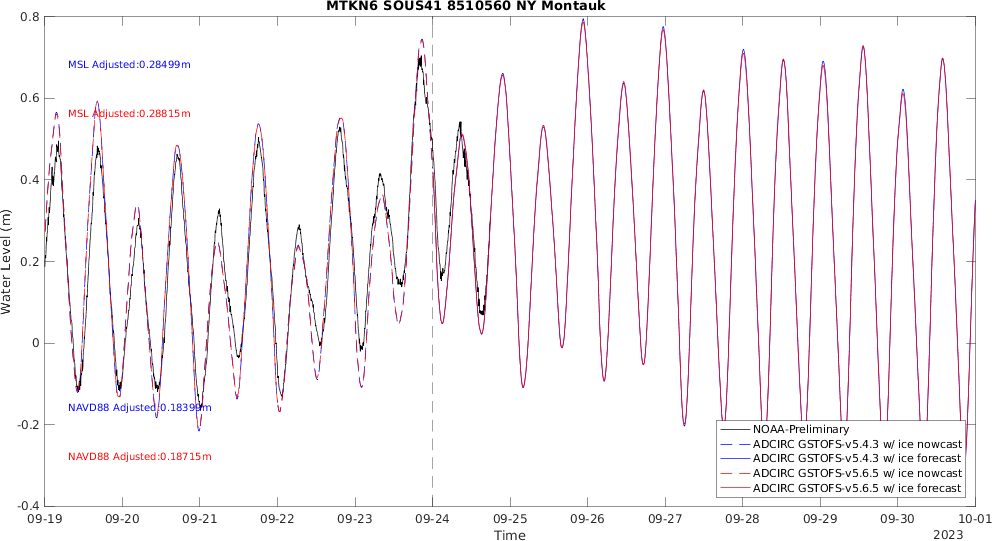 MTKN6 SOUS41 8510560 NY Montauk
0.8
0.6
0.4
0.2
0
-0.2
-0.4
Water Level (m)
MSL Adjusted:0.28499m
MSL Adjusted:0.28815m
NAVD88 Adjusted:0.18399m
NAVD88 Adjusted:0.18715m
NOAA-Preliminary
ADCIRC GSTOFS-v5.4.3 w/ ice nowcast
ADCIRC GSTOFS-v5.4.3 w/ ice forecast
ADCIRC GSTOFS-v5.6.5 w/ ice nowcast
ADCIRC GSTOFS-v5.6.5 w/ ice forecast
09-19 09-20 09-21 09-22 09-23 09-24 09-25 09-26 09-27 09-28 09-29 09-30 10-01
Time
2023